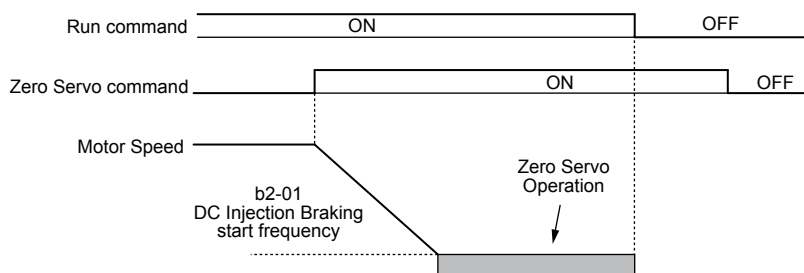 Run command
ON
OFF
Zero Servo command
ON
OFF
Motor Speed
Zero Servo
Operation
b2-01
DC Injection Braking
start frequency